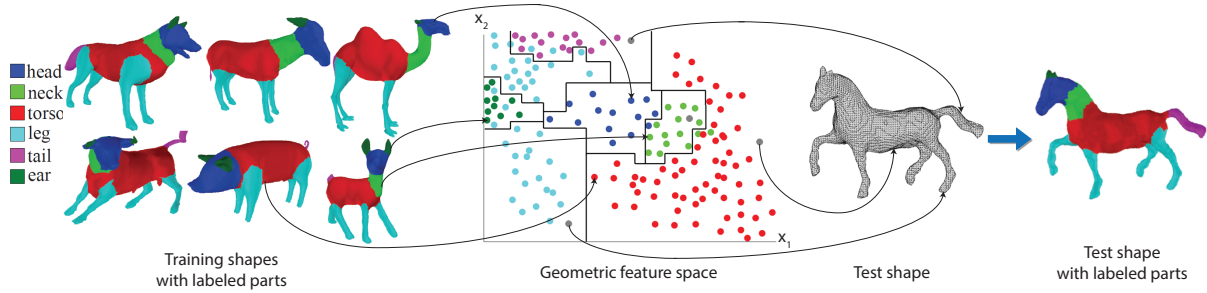 head
neck
torso
leg
tail
ear
x2
x1
Training shapes
with labeled parts
Geometric feature space
Test shape
Test shape
with labeled parts